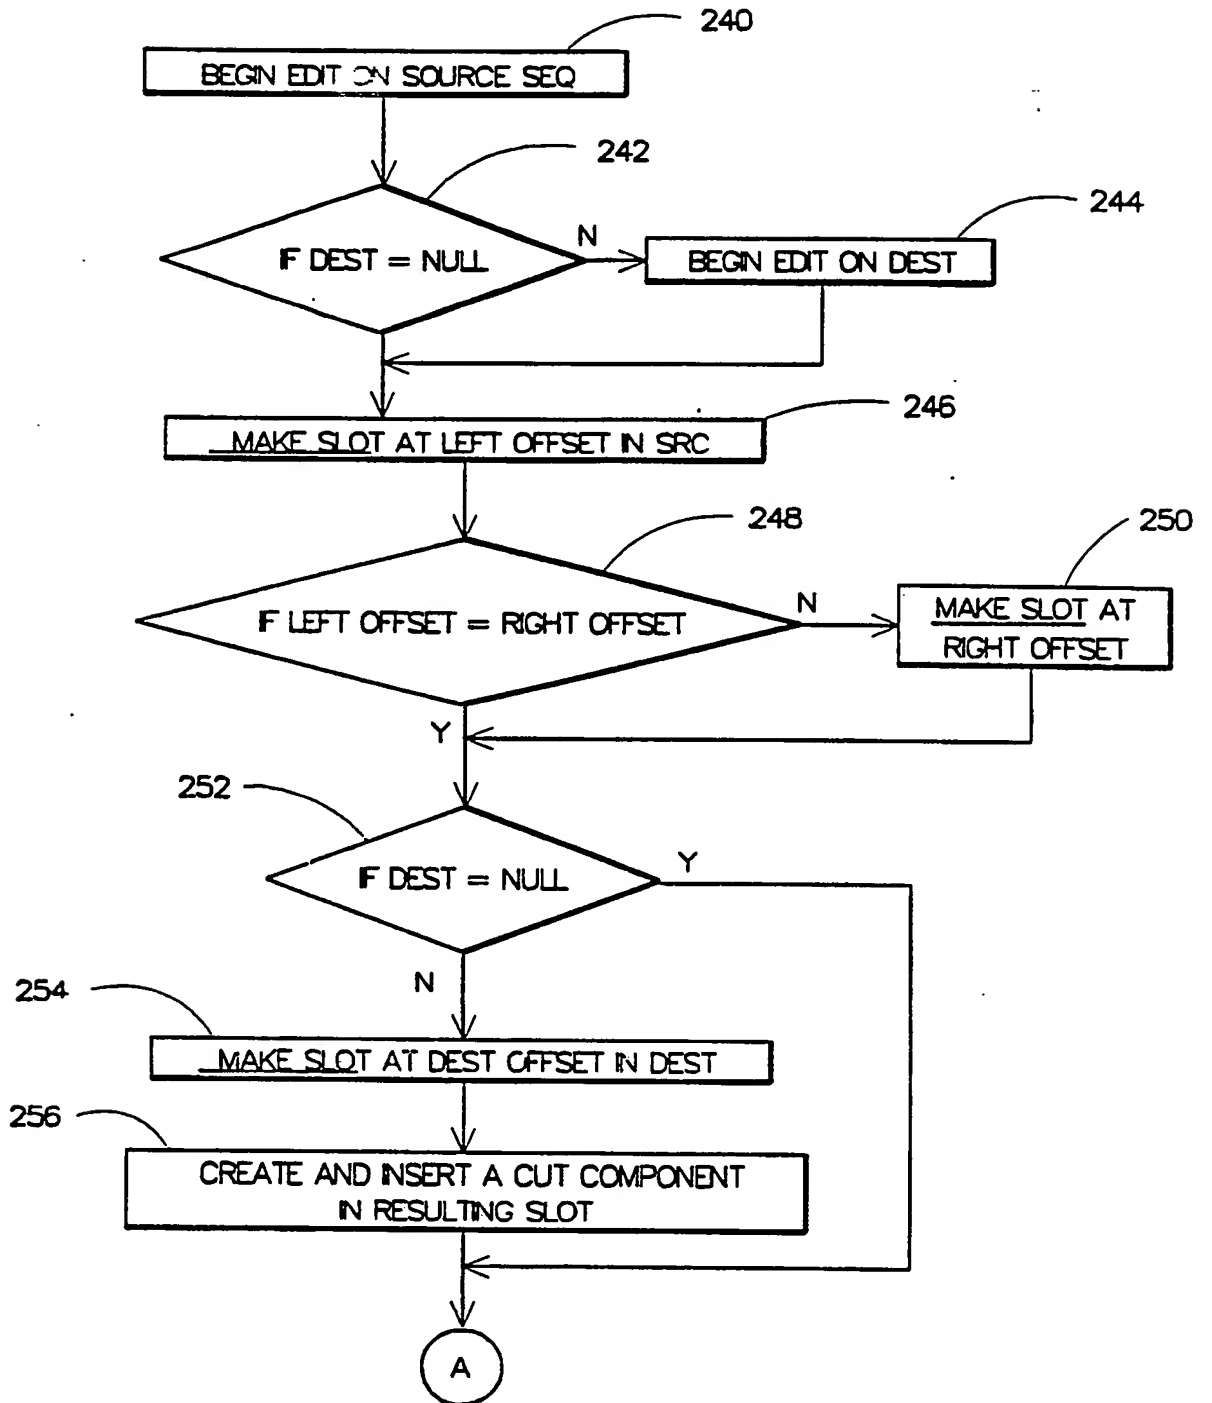 240
BEGIN EDIT ON SOURCE SEQ
242
244
IF DEST = NULL
N
BEGIN EDIT ON DEST
246
MAKE SLOT AT LEFT OFFSET IN SRC
248
250
IF LEFT OFFSET = RIGHT OFFSET
N
MAKE SLOT AT
RIGHT OFFSET
Y
252
IF DEST = NULL
Y
N
254
MAKE SLOT AT DEST OFFSET IN DEST
256
CREATE AND INSERT A CUT COMPONENT
IN RESULTING SLOT
A